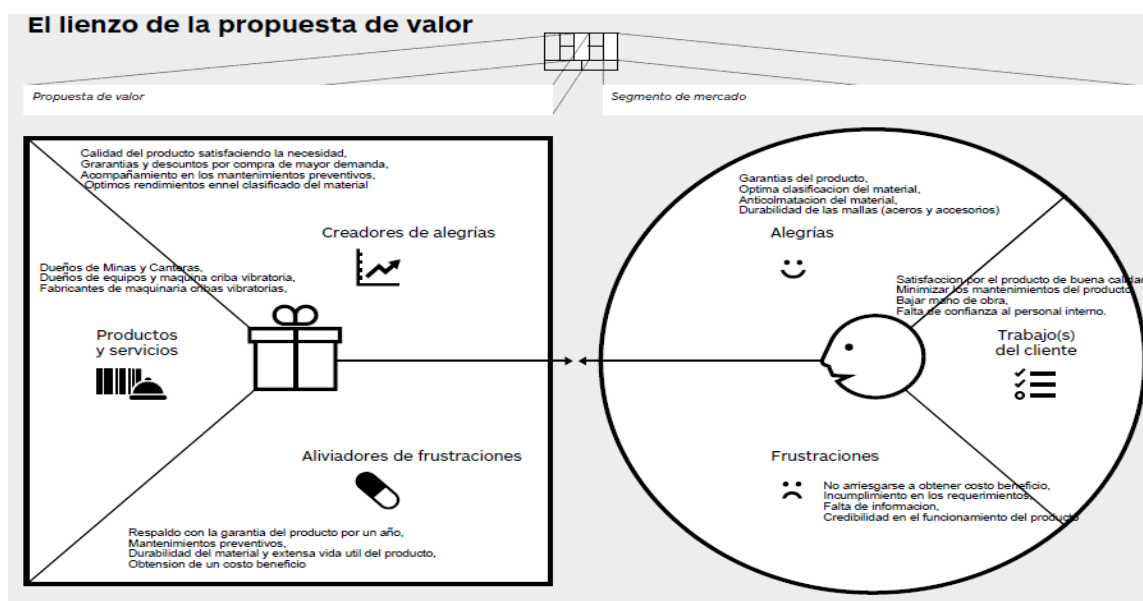 El lienzo de la propuesta de valor
Propuesta de valor
Segmento de mercado
Calidad del producto satisfaciendo la necesidad,
Grarantias y descuntos por compra de mayor demanda,
Acompañamiento en los mantenimientos preventivos,
Optimos rendimientos ennel clasificado del material
Creadores de alegrías
Dueños de Minas y Canteras,
Dueños de equipos y maquina criba vibratoria,
Fabricantes de maquinaria cribas vibratorias,
Productos
y servicios
Aliviadores de frustraciones
Respaldo con la garantia del producto por un año,
Mantenimientos preventivos,
Durabilidad del material y extensa vida util del producto,
Obtension de un costo beneficio
Garantias del producto,
Optima clasificacion del material,
Anticolmatacion del material,
Durabilidad de las mallas (aceros y accesorios)
Alegrías
Satisfaccion por el producto de buena calidad
Minimizar los mantenimientos del producto
Bajar mano de obra,
Falta de confianza al personal interno.
Trabajo(s)
del cliente
Frustraciones
No arriesgarse a obtener costo beneficio,
Incumplimiento en los requerimientos,
Falta de informacion,
Credibilidad en el funcionamiento del producto